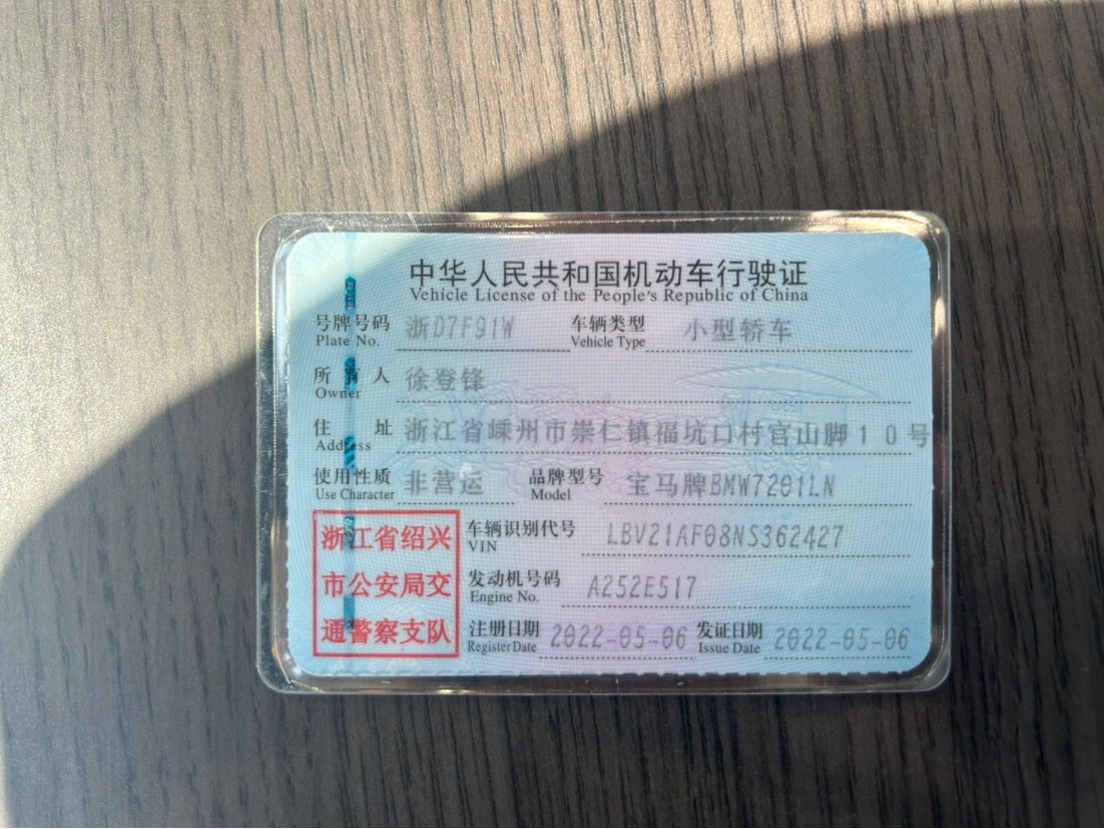 中华人民共和国机动车行驶证
Vehicle License of the People's Republic of China
号牌号码 浙D7F91W 车辆类型 小型轿车
Plate No. Vehicle Type
所有人 徐登锋
Owner
住址 浙江省嵊州市崇仁镇福坑口村官山脚10号
Address
使用性质 非营运 品牌型号 宝马牌BMW7201LN
Use Character Model
浙江省绍兴
市公安局交
通警察支队
车辆识别代号 LBV21AF08NS362427
VIN
发动机号码 A252E517
Engine No.
注册日期 2022-05-06 发证日期 2022-05-06
Register Date Issue Date